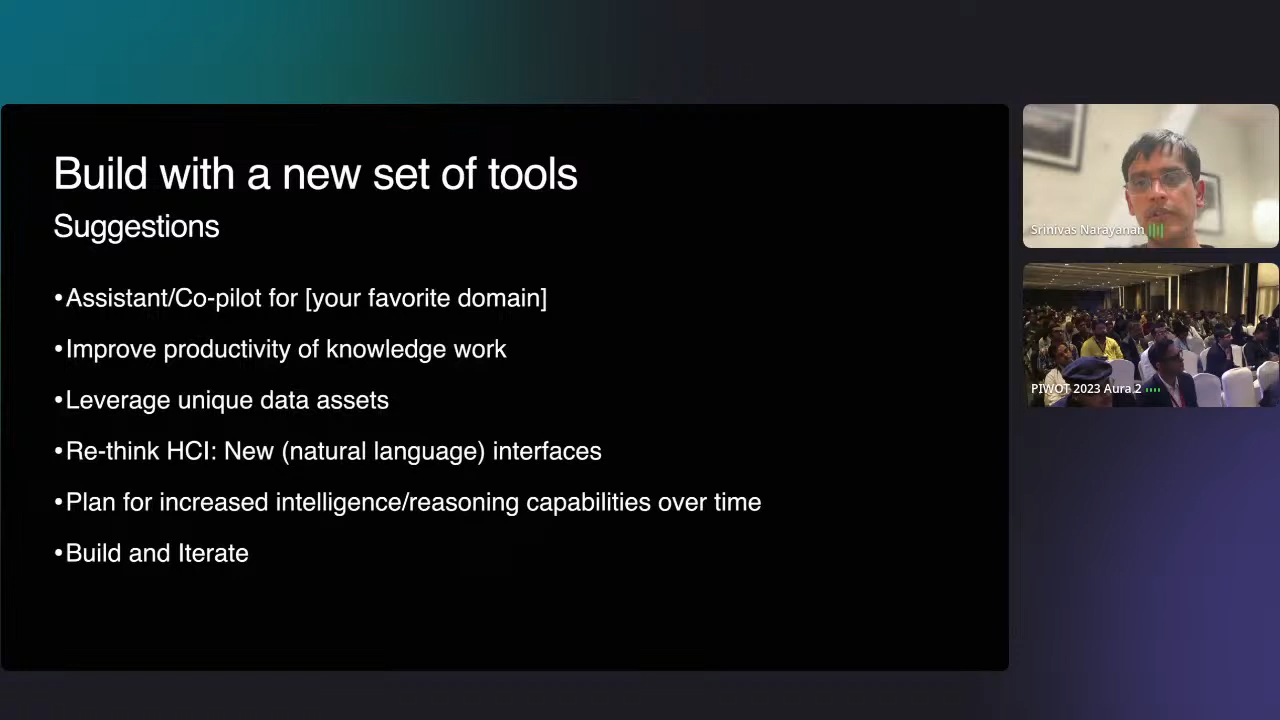 Build with a new set of tools
Suggestions
•Assistant/Co-pilot for [your favorite domain]
•Improve productivity of knowledge work
•Leverage unique data assets
•Re-think HCI: New (natural language) interfaces
•Plan for increased intelligence/reasoning capabilities over time
•Build and Iterate
Srinivas Narayanan
PIWOT 2023 Aura 2